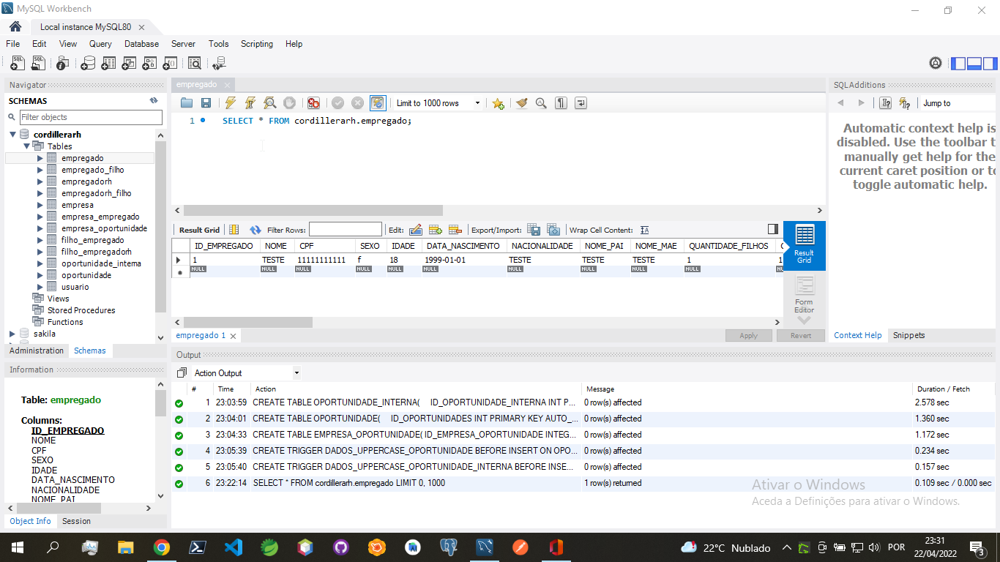 MySQL Workbench
Local instance MySQL80
File Edit View Query Database Server Tools Scripting Help
Navigator
SCHEMAS
Filter objects
cordillerarh
Tables
empregado
empregado_filho
empregadorh
empregadorh_filho
empresa
empresa_empregado
empresa_oportunidade
filho_empregado
filho_empregadorh
oportunidade_interna
oportunidade
usuario
Views
Stored Procedures
Functions
sakila
Administration Schemas
Information
Table: empregado
Columns:
ID_EMPREGADO
NOME
CPF
SEXO
IDADE
DATA_NASCIMENTO
NACIONALIDADE
NOME_PAI
Object Info Session
empregado
Limit to 1000 rows
1 SELECT * FROM cordillerarh.empregado;
Result Grid Filter Rows: Edit: Export/Import: Wrap Cell Content:
ID_EMPREGADO NOME CPF SEXO IDADE DATA_NASCIMENTO NACIONALIDADE NOME_PAI NOME_MAE QUANTIDADE_FILHOS
1 TESTE 11111111111 f 18 1999-01-01 TESTE TESTE TESTE 1 1
NULL NULL NULL NULL NULL NULL NULL NULL NULL NULL
Result Grid
Form Editor
empregado 1
Apply Revert
SQLAdditions
Jump to
Automatic context help is
disabled. Use the toolbar t
manually get help for the
current caret position or to
toggle automatic help.
Context Help Snippets
Output
Action Output
# Time Action Message Duration / Fetch
1 23:03:59 CREATE TABLE OPORTUNIDADE_INTERNA( ID_OPORTUNIDADE_INTERNA INT P... 0 row(s) affected 2.578 sec
2 23:04:01 CREATE TABLE OPORTUNIDADE( ID_OPORTUNIDADES INT PRIMARY KEY AUTO_... 0 row(s) affected 1.360 sec
3 23:04:33 CREATE TABLE EMPRESA_OPORTUNIDADE( ID_EMPRESA_OPORTUNIDADE INTEG... 0 row(s) affected 1.172 sec
4 23:05:39 CREATE TRIGGER DADOS_UPPERCASE_OPORTUNIDADE BEFORE INSERT ON OPO... 0 row(s) affected 0.234 sec
5 23:05:40 CREATE TRIGGER DADOS_UPPERCASE_OPORTUNIDADE_INTERNA BEFORE INSE... 0 row(s) affected 0.157 sec
6 23:22:14 SELECT * FROM cordillerarh.empregado LIMIT 0, 1000 1 row(s) returned 0.109 sec / 0.000 sec
Ativar o Windows
Aceda a Definições para ativar o Windows.
22°C Nublado POR 23:31
22/04/2022 3